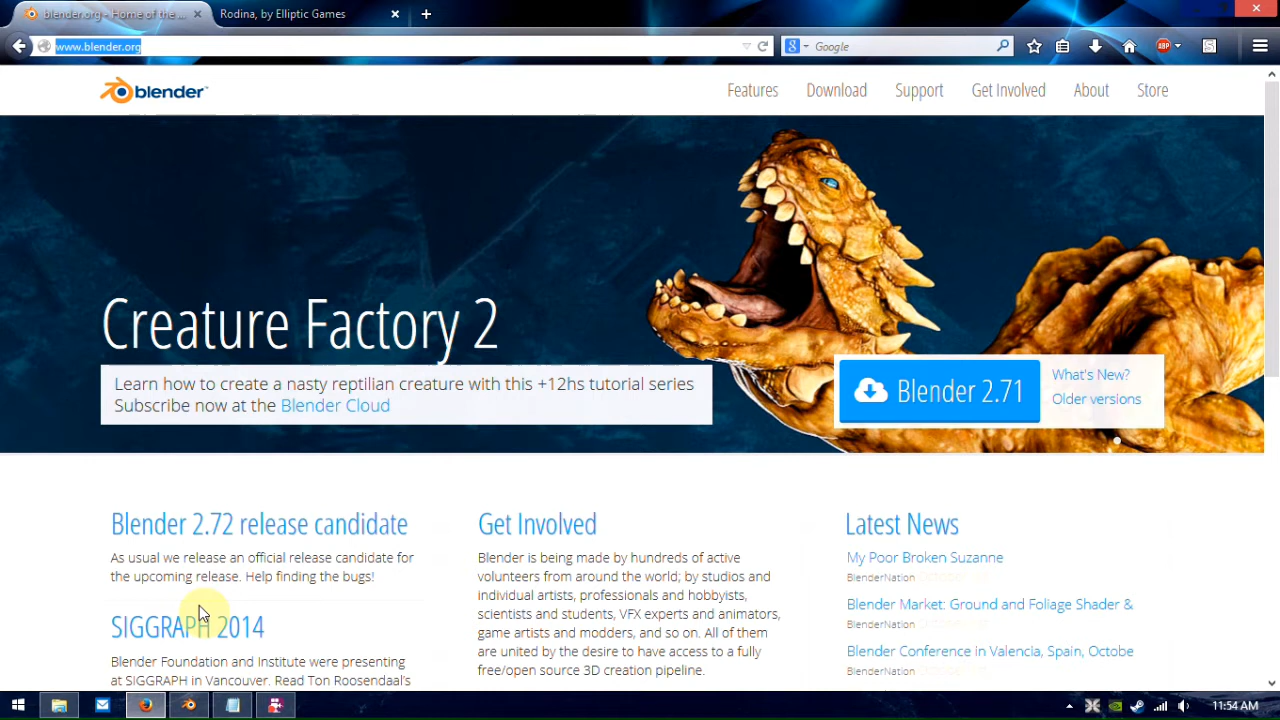 blender.org - Home of the ...
Rodina, by Elliptic Games
www.blender.org
Google
ABP
blender
Features
Download
Support
Get Involved
About
Store
Creature Factory 2
Learn how to create a nasty reptilian creature with this +12hs tutorial series
Subscribe now at the Blender Cloud
Blender 2.71
What's New?
Older versions
Blender 2.72 release candidate
As usual we release an official release candidate for
the upcoming release. Help finding the bugs!
SIGGRAPH 2014
Blender Foundation and Institute were presenting
at SIGGRAPH in Vancouver. Read Ton Roosendaal's
Get Involved
Blender is being made by hundreds of active
volunteers from around the world; by studios and
individual artists, professionals and hobbyists,
scientists and students, VFX experts and animators,
game artists and modders, and so on. All of them
are united by the desire to have access to a fully
free/open source 3D creation pipeline.
Latest News
My Poor Broken Suzanne
BlenderNation
Blender Market: Ground and Foliage Shader &
BlenderNation
Blender Conference in Valencia, Spain, Octobe
BlenderNation
11:54 AM